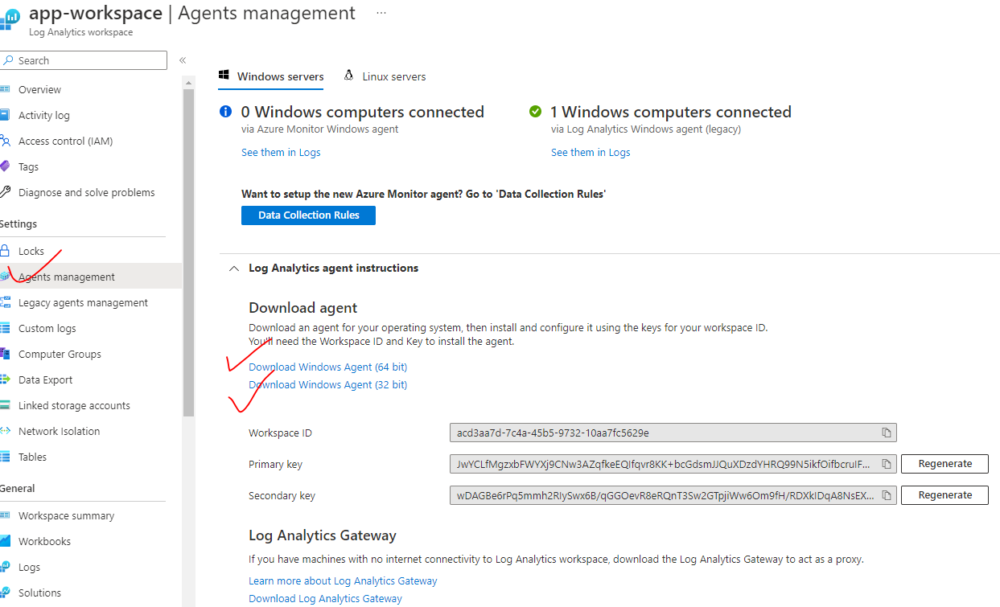 app-workspace | Agents management ...
Log Analytics workspace
Search
«
Overview
Activity log
Access control (IAM)
Tags
Diagnose and solve problems
Settings
Locks
Agents management
Legacy agents management
Custom logs
Computer Groups
Data Export
Linked storage accounts
Network Isolation
Tables
General
Workspace summary
Workbooks
Logs
Solutions
Windows servers
Linux servers
0 Windows computers connected
via Azure Monitor Windows agent
See them in Logs
1 Windows computers connected
via Log Analytics Windows agent (legacy)
See them in Logs
Want to setup the new Azure Monitor agent? Go to 'Data Collection Rules'
Data Collection Rules
Log Analytics agent instructions
Download agent
Download an agent for your operating system, then install and configure it using the keys for your workspace ID.
You'll need the Workspace ID and Key to install the agent.
Download Windows Agent (64 bit)
Download Windows Agent (32 bit)
Workspace ID
acd3aa7d-7c4a-45b5-9732-10aa7fc5629e
Primary key
JwYCLfMgzxbFWYXj9CNw3AZqfkeEQIfqvr8KK+bcGdsmJJQuXDzdYHRQ99N5ikfOifbcruIF...
Regenerate
Secondary key
wDAGBe6rPq5mmh2RIySwx6B/qGGOevR8eRQnT3Sw2GTpjiWw6Om9fH/RDXkIDqA8NsEX...
Regenerate
Log Analytics Gateway
If you have machines with no internet connectivity to Log Analytics workspace, download the Log Analytics Gateway to act as a proxy.
Learn more about Log Analytics Gateway
Download Log Analytics Gateway